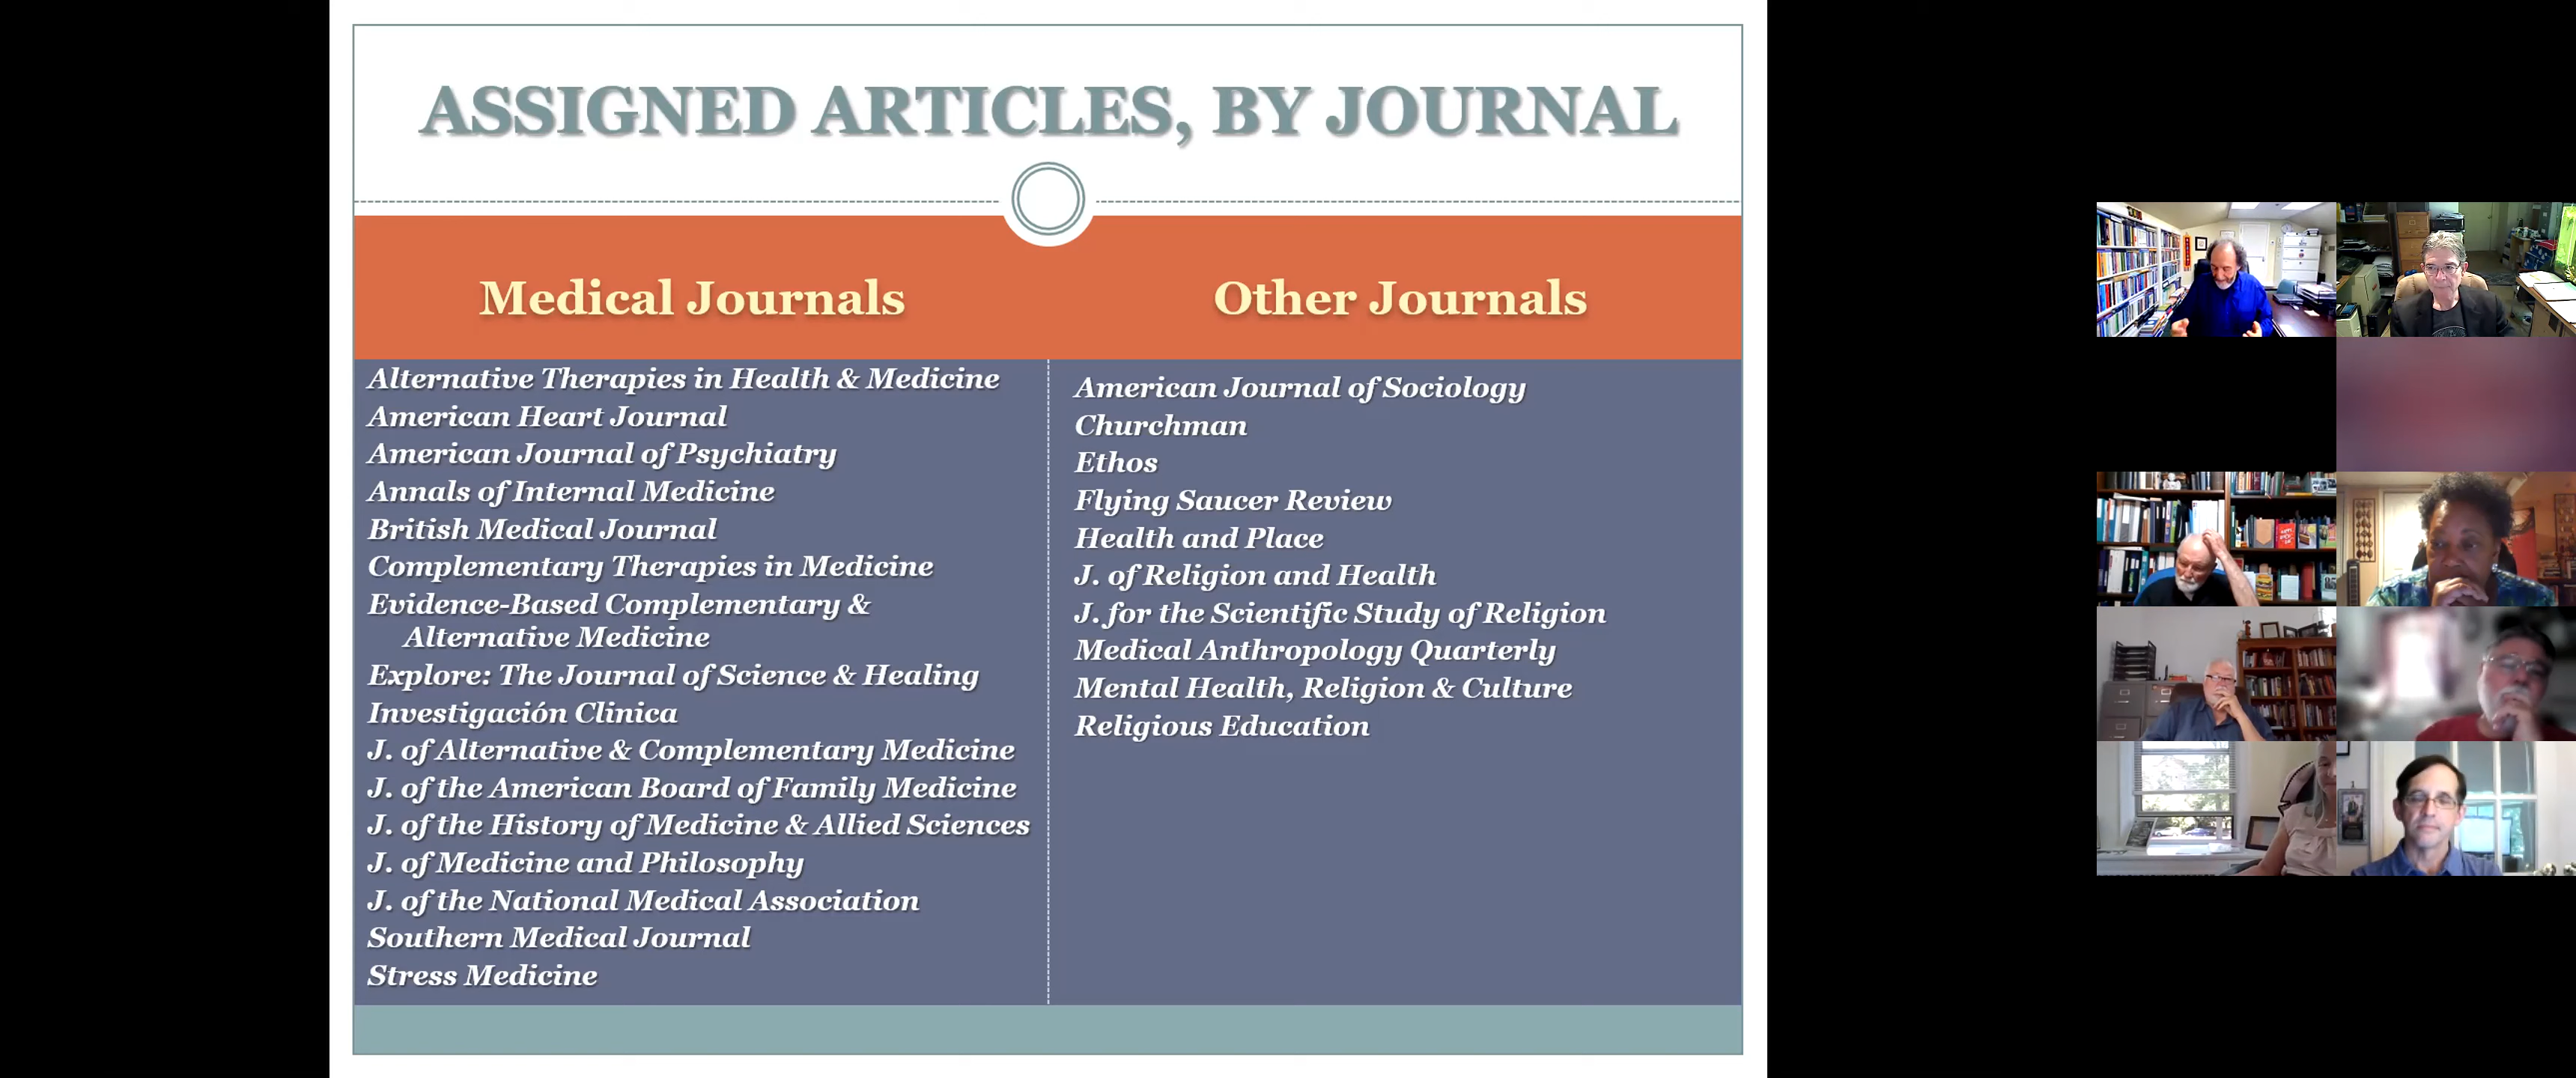 ASSIGNED ARTICLES, BY JOURNAL
Medical Journals
Alternative Therapies in Health & Medicine
American Heart Journal
American Journal of Psychiatry
Annals of Internal Medicine
British Medical Journal
Complementary Therapies in Medicine
Evidence-Based Complementary &
Alternative Medicine
Explore: The Journal of Science & Healing
Investigación Clinica
J. of Alternative & Complementary Medicine
J. of the American Board of Family Medicine
J. of the History of Medicine & Allied Sciences
J. of Medicine and Philosophy
J. of the National Medical Association
Southern Medical Journal
Stress Medicine
Other Journals
American Journal of Sociology
Churchman
Ethos
Flying Saucer Review
Health and Place
J. of Religion and Health
J. for the Scientific Study of Religion
Medical Anthropology Quarterly
Mental Health, Religion & Culture
Religious Education